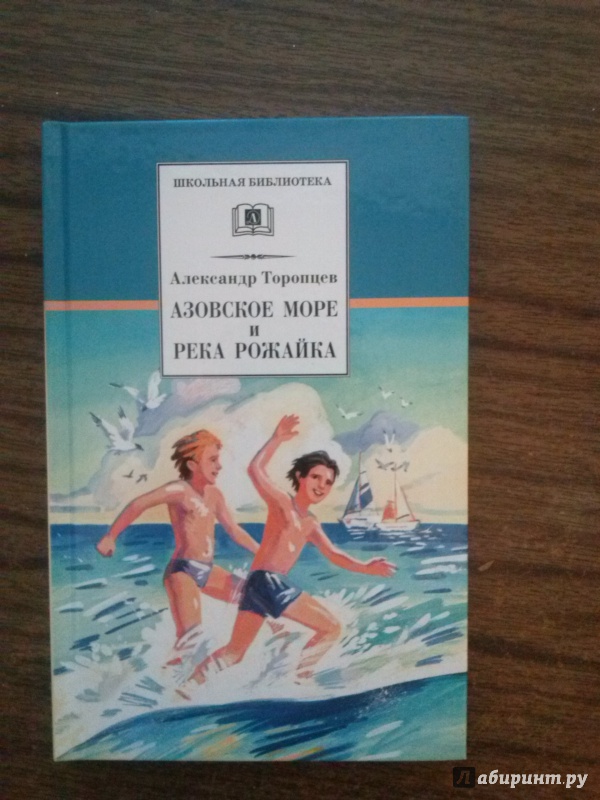 ШКОЛЬНАЯ БИБЛИОТЕКА
Л
Александр Торопцев
АЗОВСКОЕ МОРЕ
и
РЕКА РОЖАЙКА
Л Лабиринт.ру